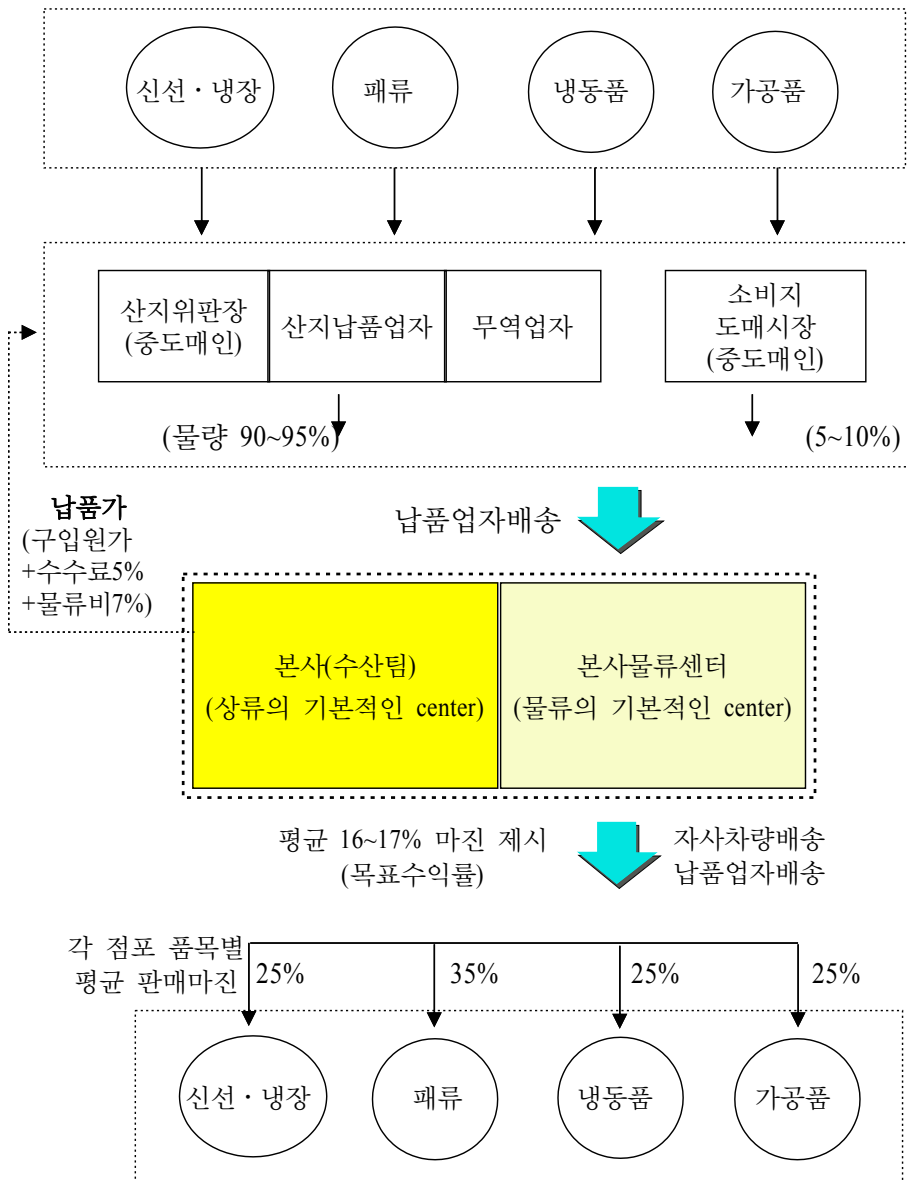 신선·냉장
패류
냉동품
가공품
산지위판장
(중도매인)
산지납품업자
무역업자
소비지
도매시장
(중도매인)
(물량 90~95%)
(5~10%)
납품가
(구입원가
+수수료5%
+물류비7%)
납품업자배송
본사(수산팀)
(상류의 기본적인 center)
본사물류센터
(물류의 기본적인 center)
평균 16~17% 마진 제시
(목표수익률)
자사차량배송
납품업자배송
각 점포 품목별
평균 판매마진
25%
35%
25%
25%
신선·냉장
패류
냉동품
가공품